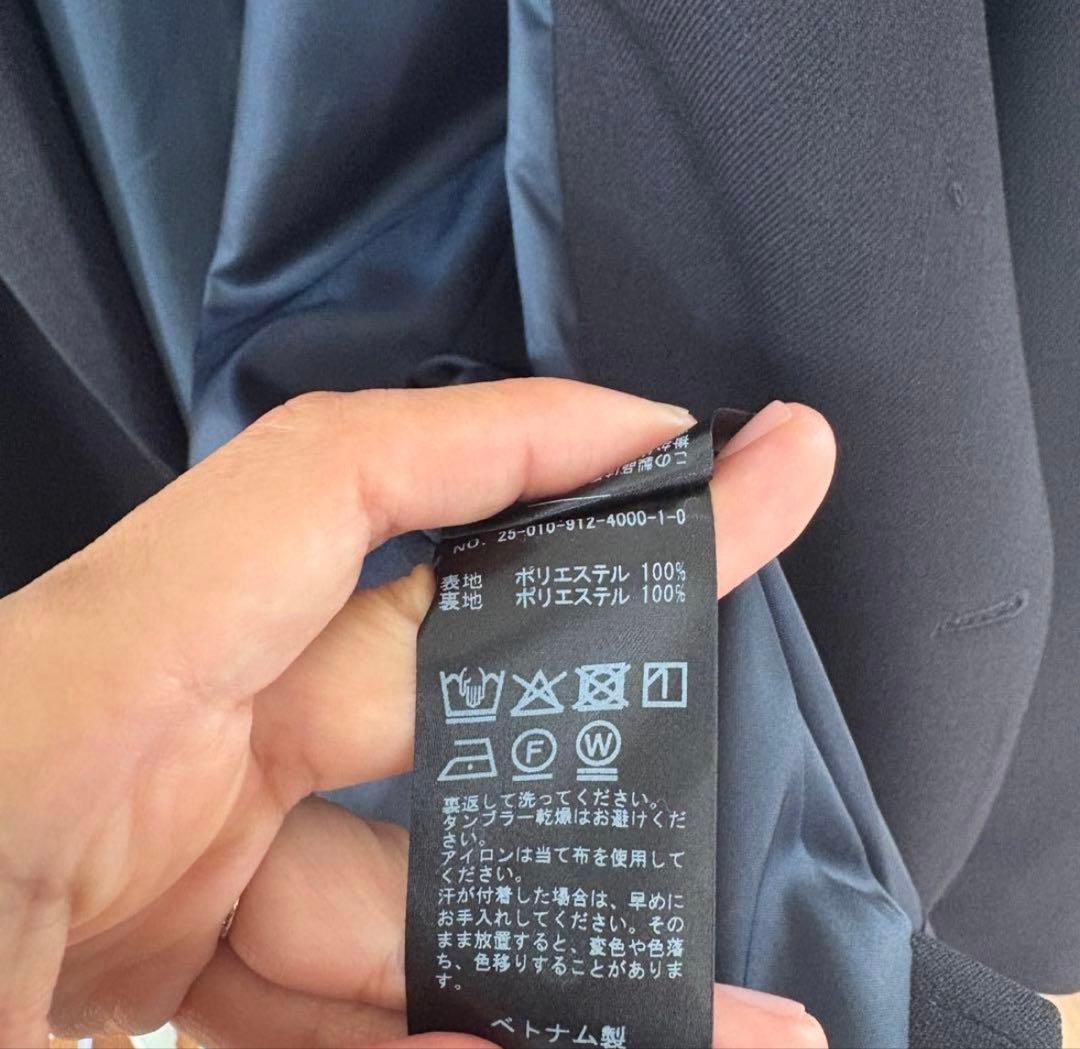 この製品は
NO. 25-010-912-4000-1-0
表地 ポリエステル 100%
裏地 ポリエステル 100%
F W
裏返して洗ってください。
タンブラー乾燥はお避けくだ
さい。
アイロンは当て布を使用して
ください。
汗が付着した場合は、早めに
お手入れしてください。その
まま放置すると、変色や色落
ち、色移りすることがありま
す。
ベトナム製